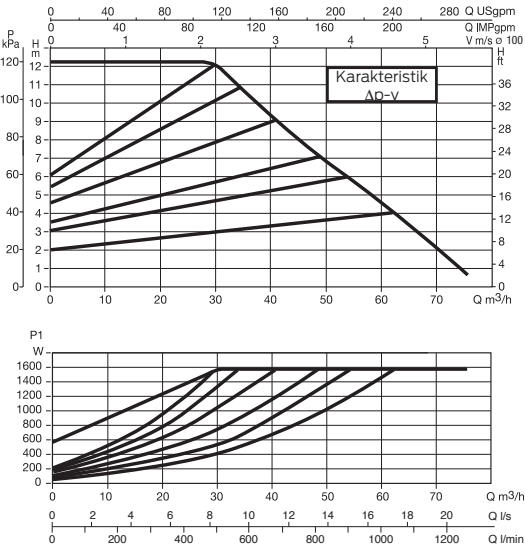 0 40 80 120 160 200 240 280 Q USgpm
0 40 80 120 160 200 Q IMPgpm
0 1 2 3 4 5 V m/s ø 100
P
kPa
H
m
H
ft
Karakteristik
Δp-v
120
100
80
60
40
20
0
12
11
10
9
8
7
6
5
4
3
2
1
0
36
32
28
24
20
16
12
8
4
0
0 10 20 30 40 50 60 70 Q m³/h
P1
W
1600
1400
1200
1000
800
600
400
200
0
0 10 20 30 40 50 60 70 Q m³/h
0 2 4 6 8 10 12 14 16 18 20 Q l/s
0 200 400 600 800 1000 1200 Q l/min